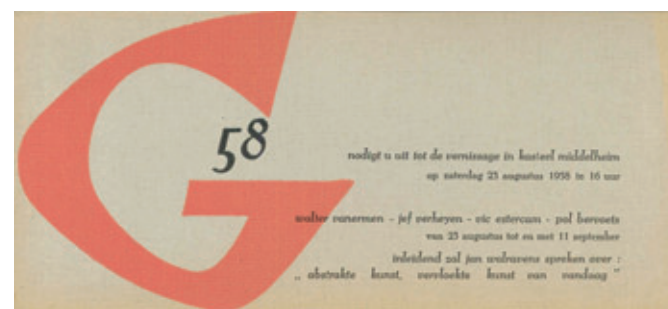 G
58
nodigt u uit tot de vernissage in kasteel middelheim
op zaterdag 23 augustus 1958 te 16 uur
walter vanermen - jef verheyen - vic estercam - pol bervoets
van 23 augustus tot en met 11 september
inleidend zal jan walravens spreken over :
„ abstrakte kunst, vervloekte kunst van vandaag ”